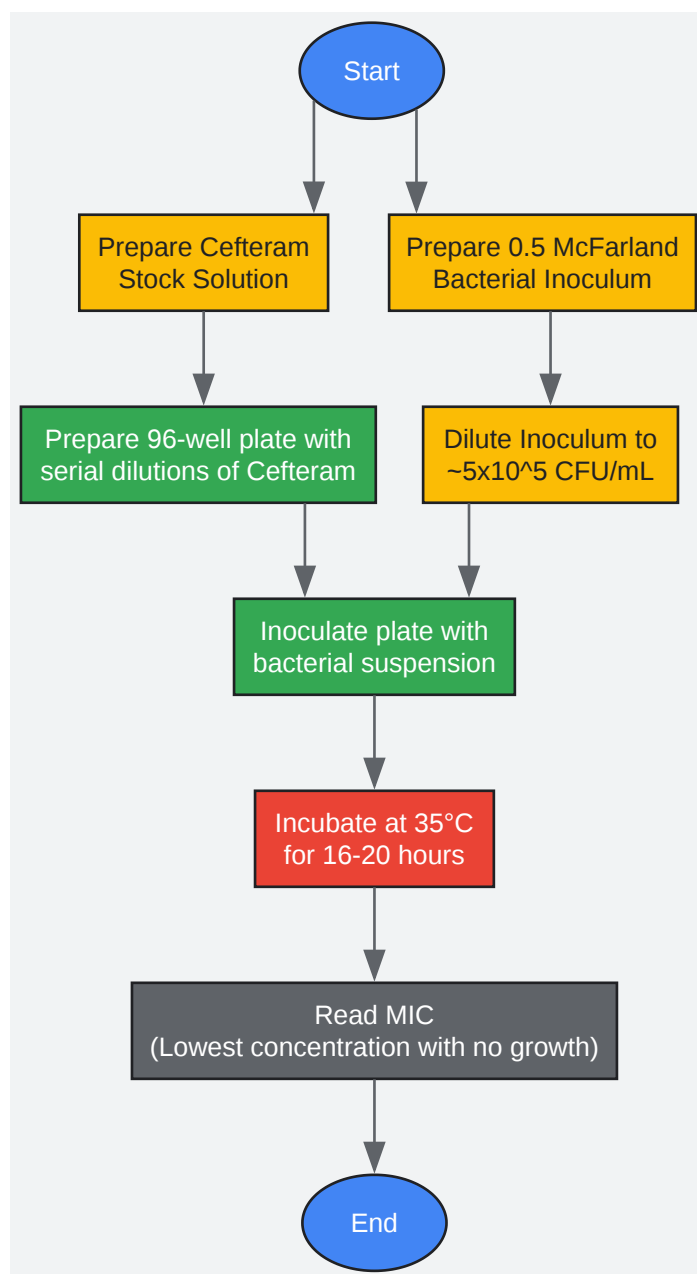 Start
Prepare Cefteram
Stock Solution
Prepare 0.5 McFarland
Bacterial Inoculum
Prepare 96-well plate with
serial dilutions of Cefteram
Dilute Inoculum to
~5x10^5 CFU/mL
Inoculate plate with
bacterial suspension
Incubate at 35°C
for 16-20 hours
Read MIC
(Lowest concentration with no growth)
End